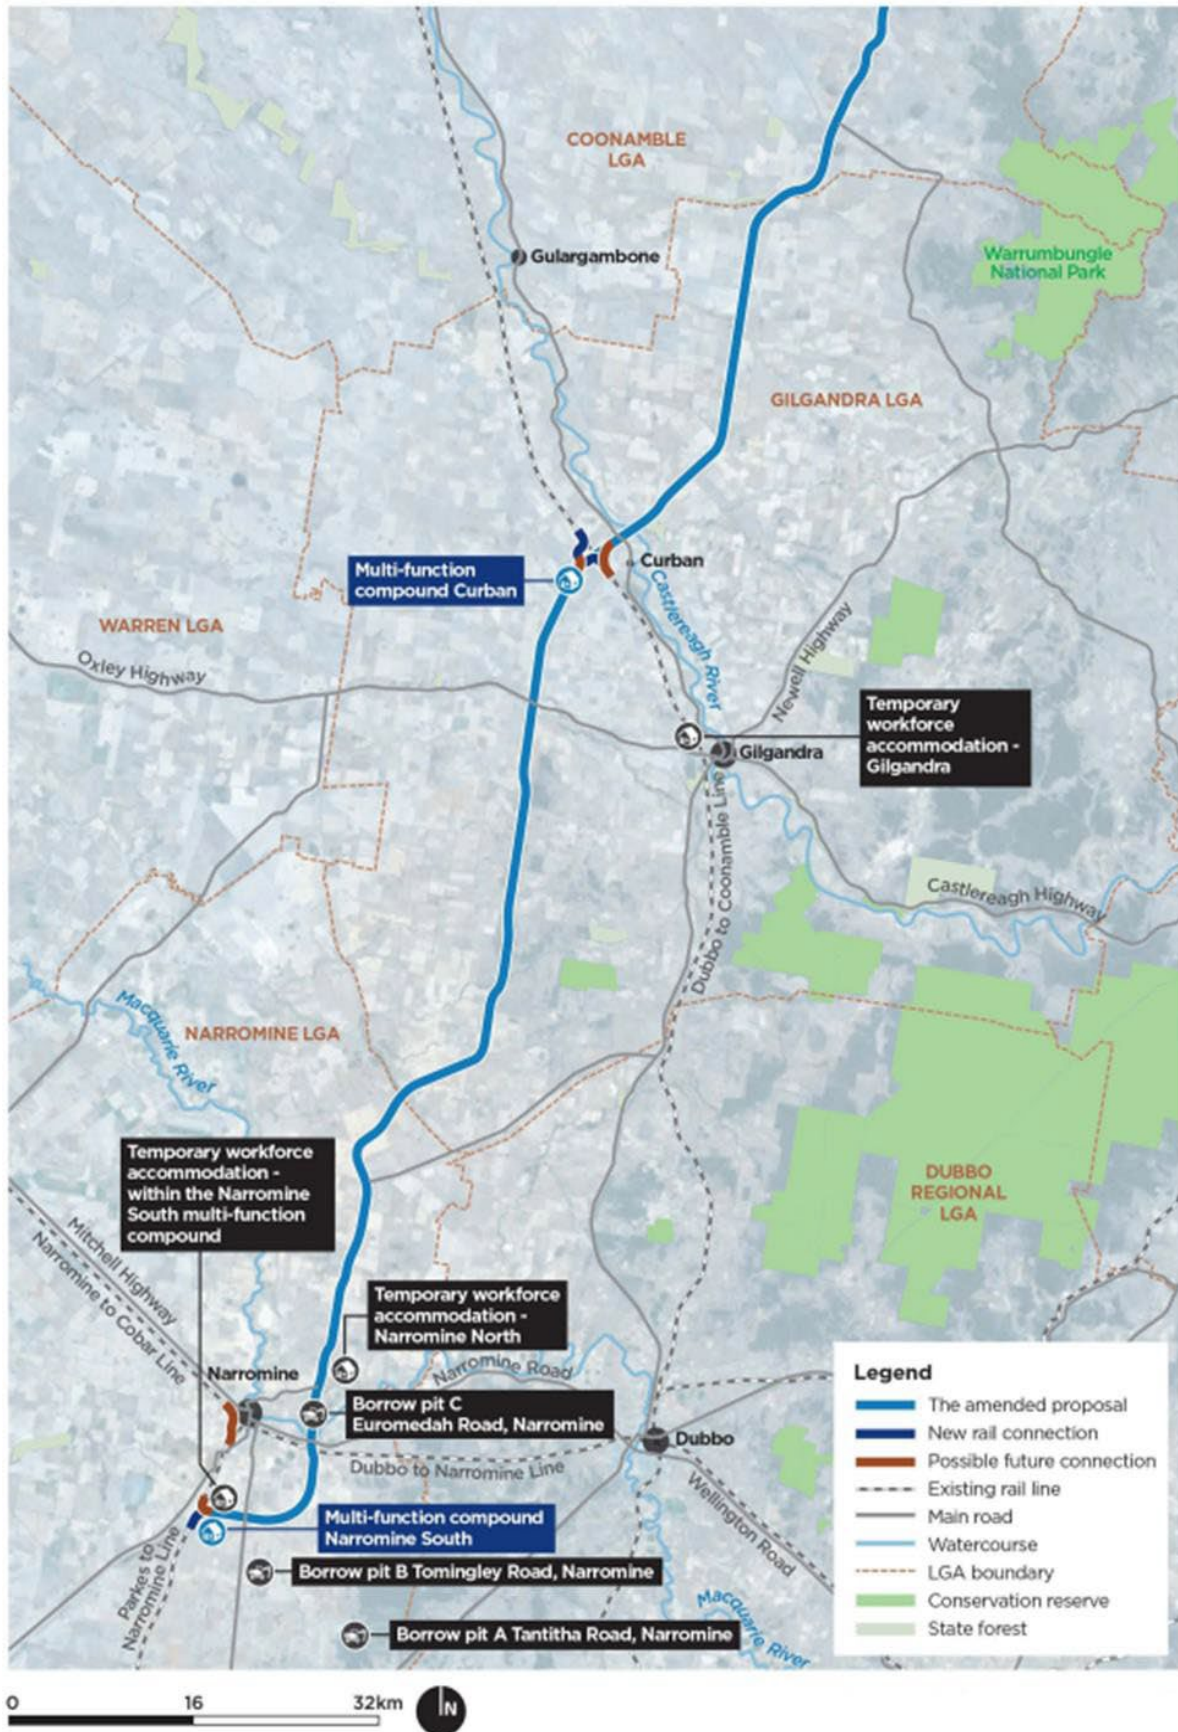 COONAMBLE
LGA
Gulargambone
Warrumbungle
National Park
GILGANDRA LGA
Multi-function
compound Curban
Curban
Castlereagh River
WARREN LGA
Oxley Highway
Newell Highway
Temporary
workforce
accommodation -
Gilgandra
Gilgandra
Dubbo to Coonamble Line
Castlereagh Highway
Macquarie River
NARROMINE LGA
Temporary workforce
accommodation -
within the Narromine
South multi-function
compound
DUBBO
REGIONAL
LGA
Mitchell Highway
Narromine to Cobar Line
Temporary workforce
accommodation -
Narromine North
Narromine
Narromine Road
Borrow pit C
Euromedah Road, Narromine
Dubbo
Dubbo to Narromine Line
Wellington Road
Multi-function compound
Narromine South
Parkes to
Narromine Line
Borrow pit B Tomingley Road, Narromine
Macquarie River
Borrow pit A Tantitha Road, Narromine
Legend
The amended proposal
New rail connection
Possible future connection
Existing rail line
Main road
Watercourse
LGA boundary
Conservation reserve
State forest
0 16 32km
N